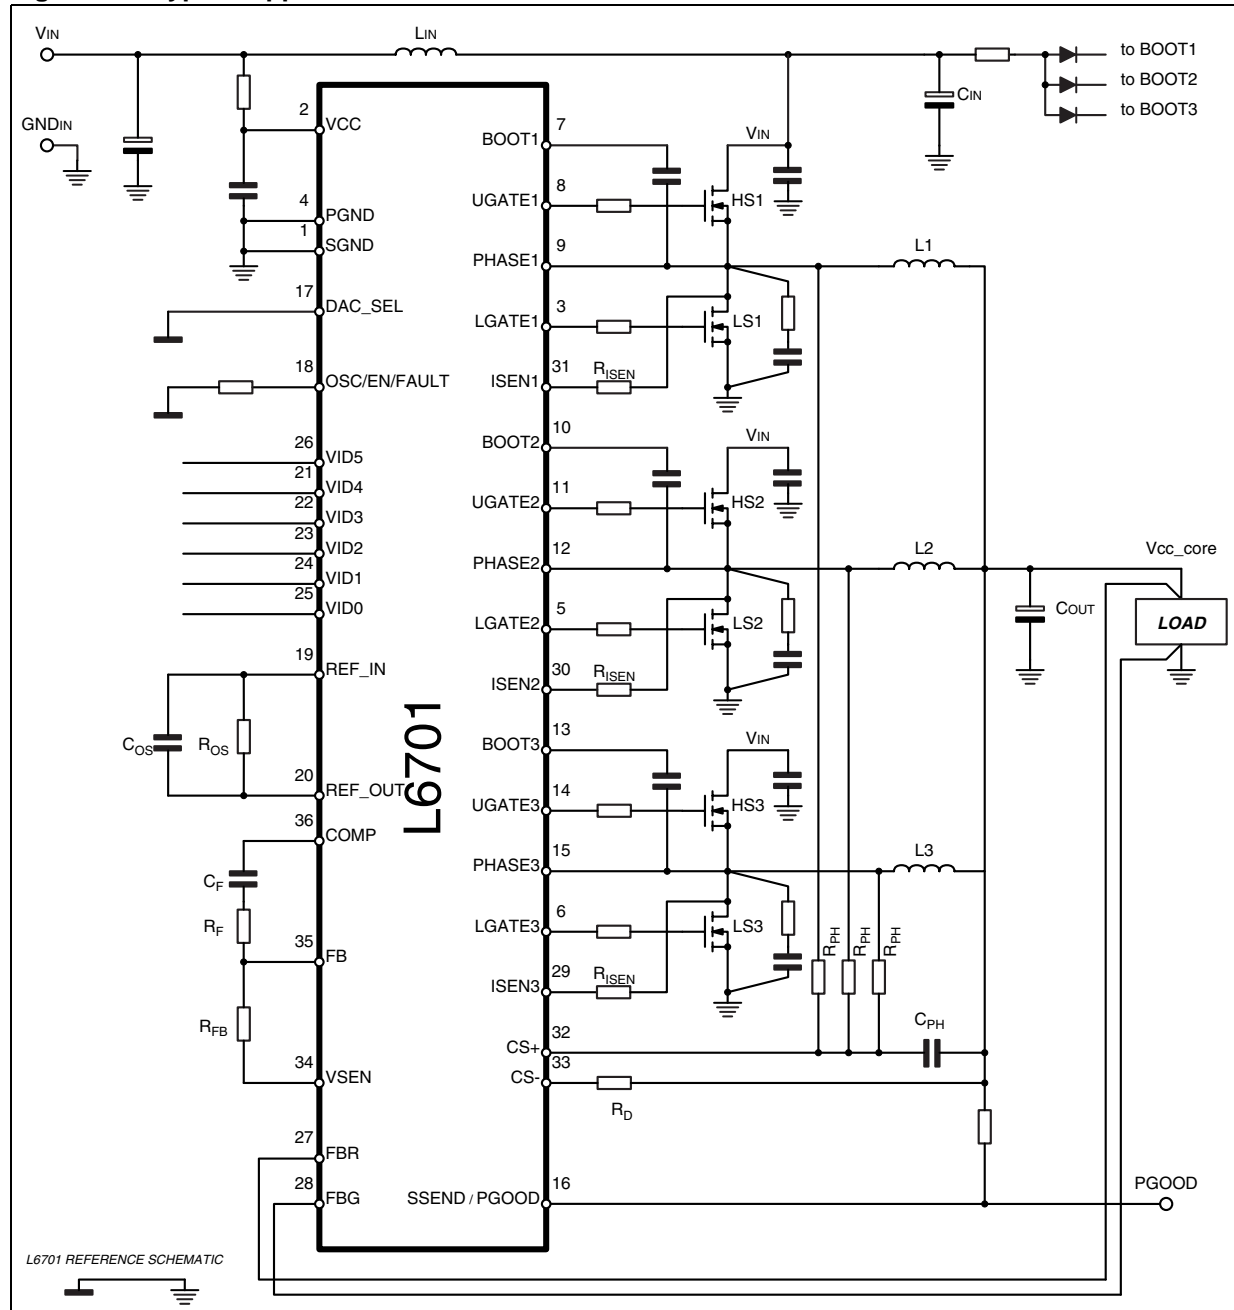 VIN
LIN
to BOOT1
to BOOT2
to BOOT3
CIN
GNDIN
2
VCC
4
PGND
1
SGND
17
DAC_SEL
18
OSC/EN/FAULT
26
VID5
21
VID4
22
VID3
23
VID2
24
VID1
25
VID0
19
REF_IN
COS
ROS
20
REF_OUT
36
COMP
CF
RF
35
FB
RFB
34
VSEN
27
FBR
28
FBG
L6701
7
BOOT1
VIN
8
UGATE1
HS1
9
PHASE1
L1
3
LGATE1
LS1
31
ISEN1
RISEN
10
BOOT2
VIN
11
UGATE2
HS2
12
PHASE2
L2
Vcc_core
5
LGATE2
LS2
COUT
LOAD
30
ISEN2
RISEN
13
BOOT3
VIN
14
UGATE3
HS3
15
PHASE3
L3
6
LGATE3
LS3
RPH
RPH
RPH
29
ISEN3
RISEN
32
CS+
CPH
33
CS-
RD
16
SSEND / PGOOD
PGOOD
L6701 REFERENCE SCHEMATIC